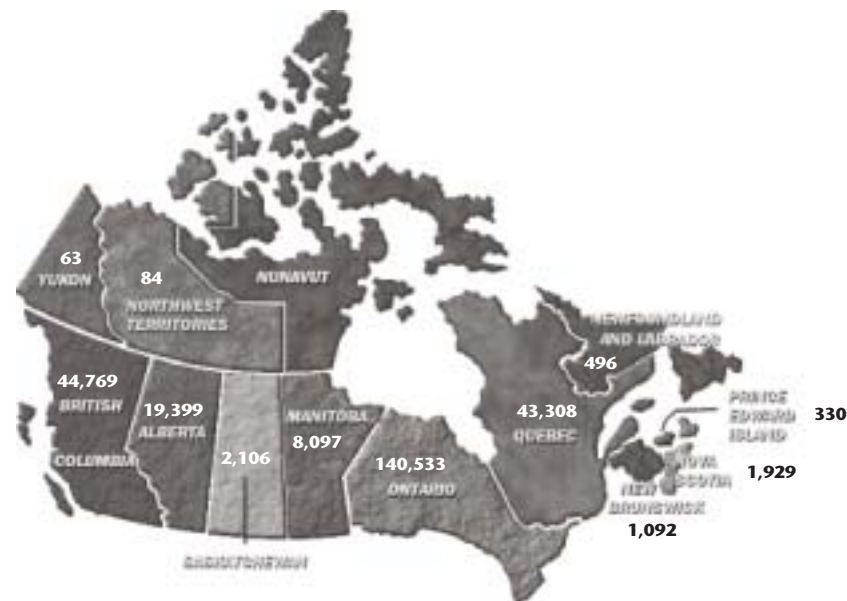 63
YUKON
84
NORTHWEST
TERRITORIES
NUNAVUT
NEWFOUNDLAND
AND LABRADOR
496
44,769
BRITISH
COLUMBIA
19,399
ALBERTA
2,106
SASKATCHEWAN
MANITOBA
8,097
140,533
ONTARIO
43,308
QUEBEC
PRINCE
EDWARD
ISLAND
330
NOVA
SCOTIA
1,929
NEW
BRUNSWICK
1,092